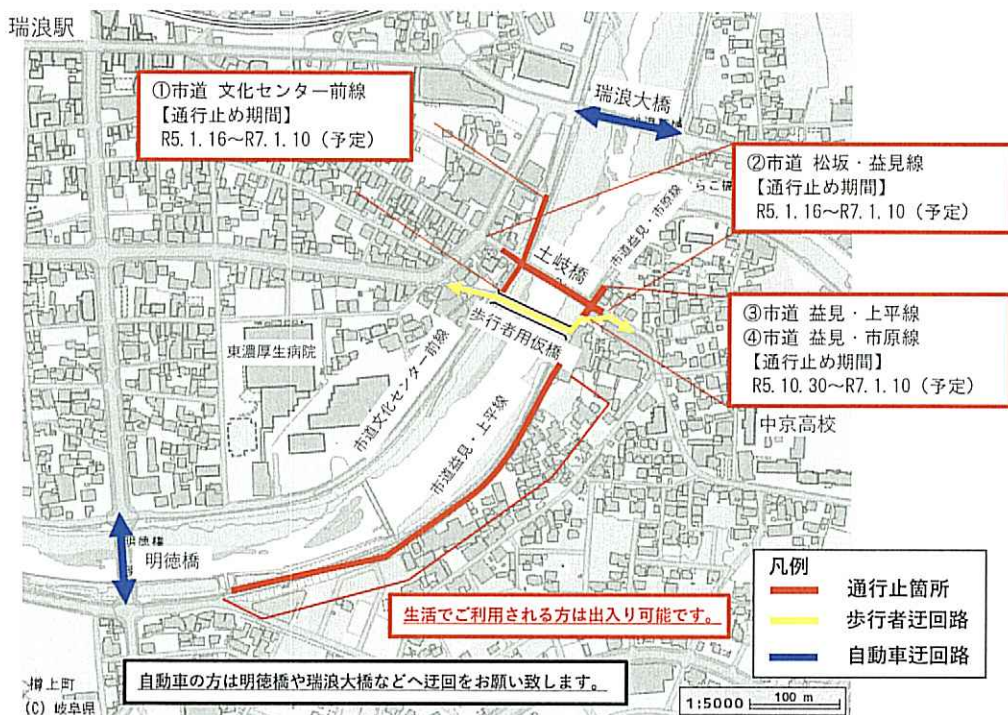 瑞浪駅
①市道 文化センター前線
【通行止め期間】
R5.1.16～R7.1.10（予定）
瑞浪大橋
②市道 松坂・益見線
【通行止め期間】
R5.1.16～R7.1.10（予定）
市道益見・市原線
土岐橋
③市道 益見・上平線
④市道 益見・市原線
【通行止め期間】
R5.10.30～R7.1.10（予定）
歩行者用仮橋
東濃厚生病院
市道文化センター前線
市道益見・上平線
中京高校
明徳橋
凡例
通行止箇所
歩行者迂回路
自動車迂回路
生活でご利用される方は出入り可能です。
自動車の方は明徳橋や瑞浪大橋などへ迂回をお願い致します。
樽上町
(C) 岐阜県
1:5000
100 m